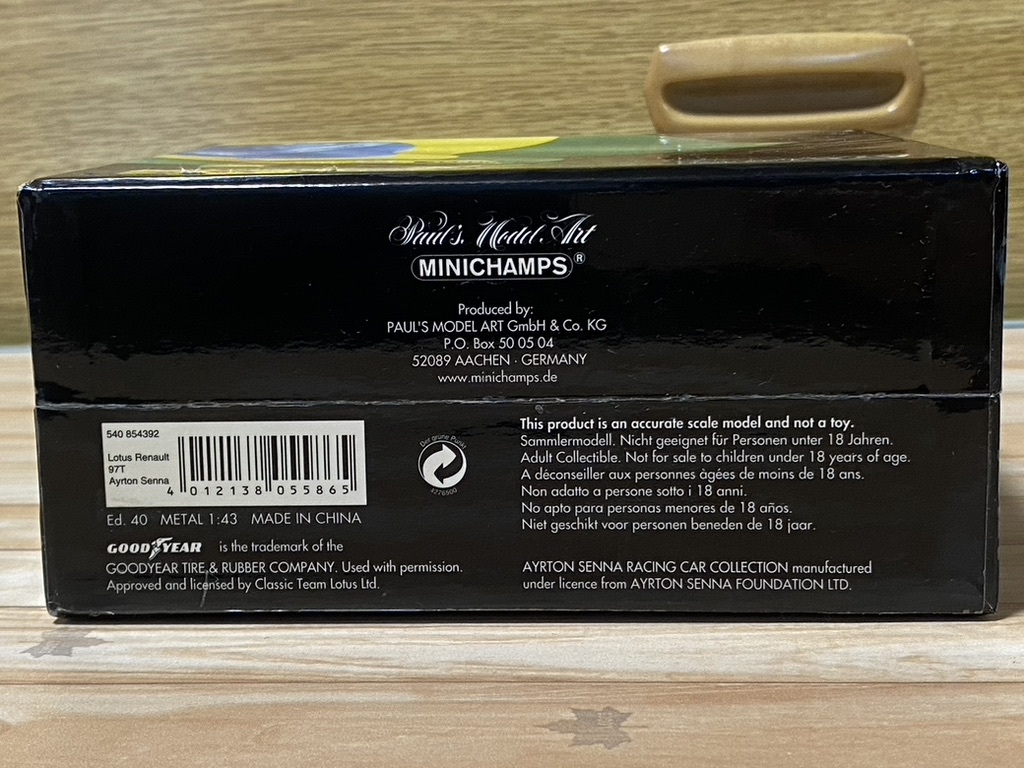 Paul's Model Art
MINICHAMPS®
Produced by:
PAUL'S MODEL ART GmbH & Co. KG
P.O. Box 50 05 04
52089 AACHEN · GERMANY
www.minichamps.de
540 854392
Lotus Renault
97T
Ayrton Senna
4 012138 055865
Ed. 40 METAL 1:43 MADE IN CHINA
GOODYEAR is the trademark of the
GOODYEAR TIRE & RUBBER COMPANY. Used with permission.
Approved and licensed by Classic Team Lotus Ltd.
Der grüne Punkt
1276500
This product is an accurate scale model and not a toy.
Sammlermodell. Nicht geeignet für Personen unter 18 Jahren.
Adult Collectible. Not for sale to children under 18 years of age.
A déconseiller aux personnes àgées de moins de 18 ans.
Non adatto a persone sotto i 18 anni.
No apto para personas menores de 18 años.
Niet geschikt voor personen beneden de 18 jaar.
AYRTON SENNA RACING CAR COLLECTION manufactured
under licence from AYRTON SENNA FOUNDATION LTD.